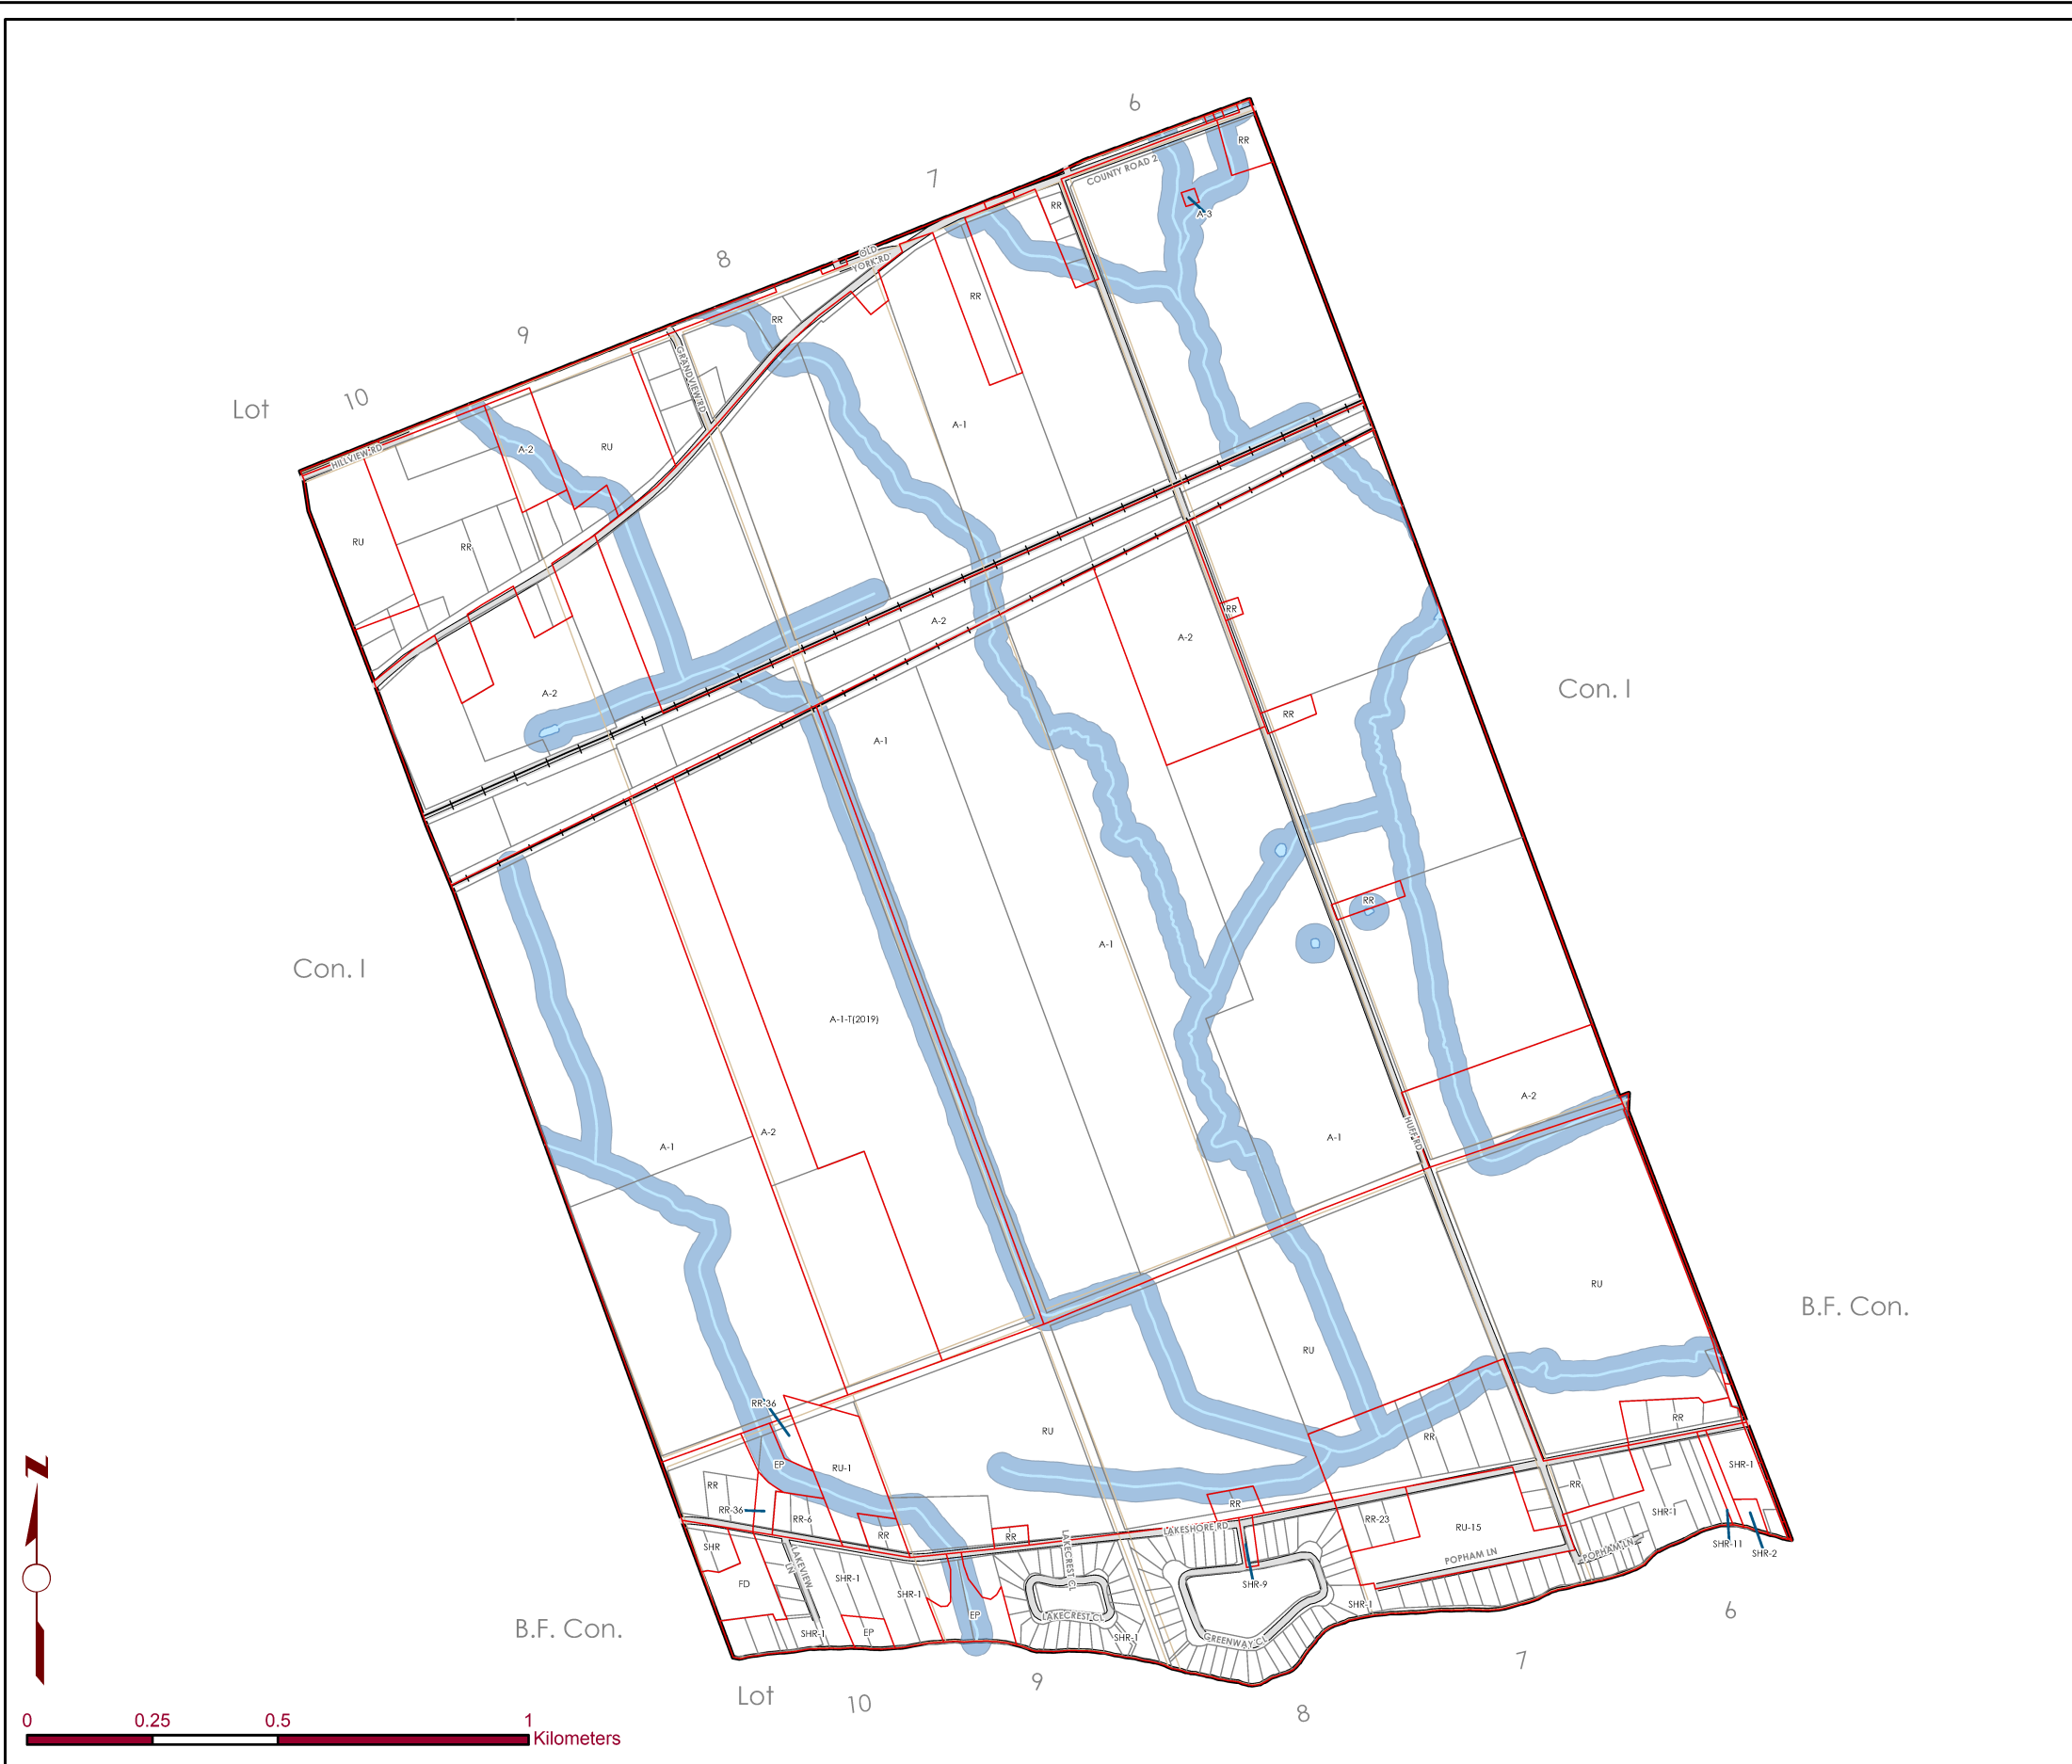 6
COUNTY ROAD 2
RR
A-3
7
RR
8
OLD
YORK RD
RR
RR
9
GRANDVIEW RD
10
Lot
A-1
HILLVIEW RD
A-2
RU
RU
RR
RR
A-2
A-2
A-2
RR
Con. I
A-1
RR
A-1
Con. I
A-1-T(2019)
A-2
A-2
A-1
A-1
HUFF RD
RU
B.F. Con.
RU
RR-36
RU
RR
RR
EP
RU-1
SHR-1
RR
RR
RR-36
RR-6
RR
RR
RR
LAKESHORE RD
RR-23
RU-15
SHR-1
SHR
LAKEVIEW
LN
LAKECREST CL
POPHAM LN
POPHAM LN
SHR-11
SHR-2
FD
SHR-1
SHR-1
SHR-9
SHR-1
B.F. Con.
SHR-1
EP
EP
LAKECREST CL
SHR-1
GREENWAY CL
6
7
Lot
10
9
8
N
0
0.25
0.5
1
Kilometers